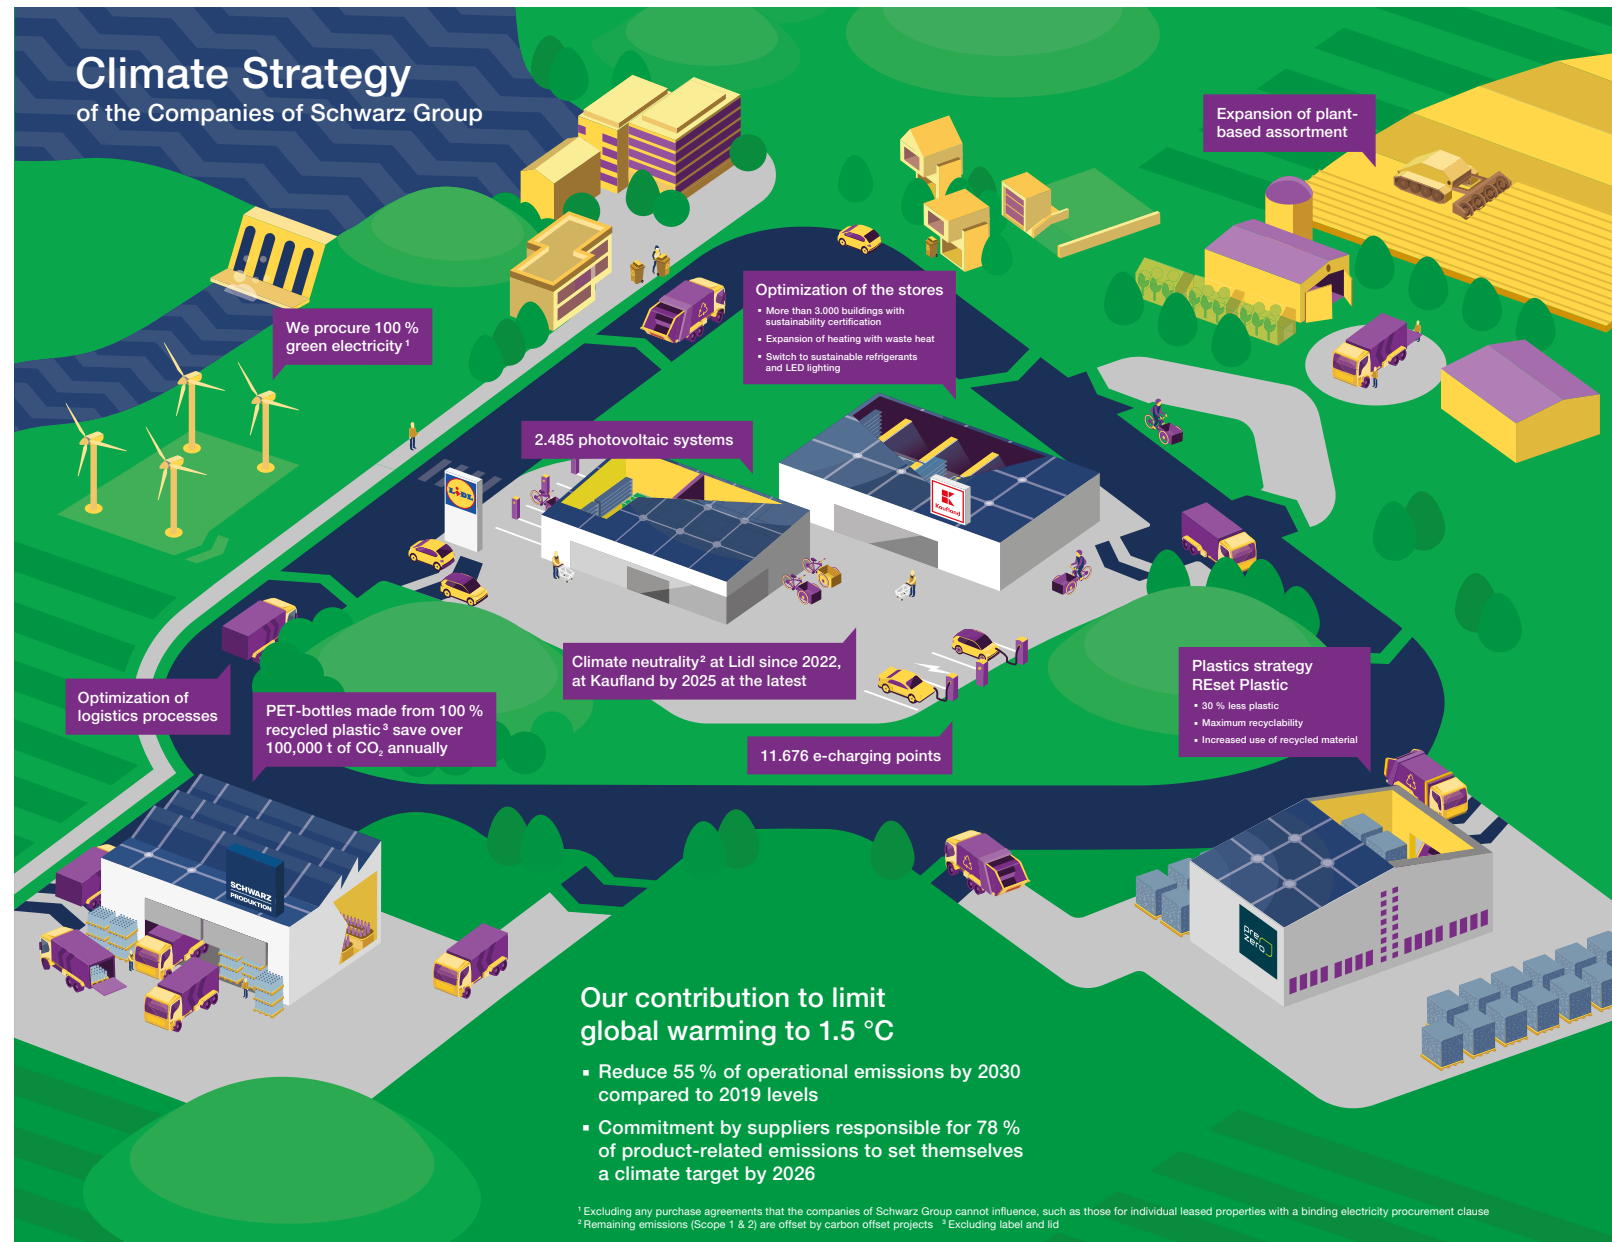 Climate Strategy
of the Companies of Schwarz Group
Expansion of plant-
based assortment
We procure 100 %
green electricity ¹
Optimization of the stores
▪ More than 3.000 buildings with
sustainability certification
▪ Expansion of heating with waste heat
▪ Switch to sustainable refrigerants
and LED lighting
2.485 photovoltaic systems
LIDL
K
Kaufland
Climate neutrality² at Lidl since 2022,
at Kaufland by 2025 at the latest
Plastics strategy
REset Plastic
▪ 30 % less plastic
▪ Maximum recyclability
▪ Increased use of recycled material
Optimization of
logistics processes
PET-bottles made from 100 %
recycled plastic ³ save over
100,000 t of CO₂ annually
11.676 e-charging points
SCHWARZ
PRODUKTION
pre
zero
Our contribution to limit
global warming to 1.5 °C
▪ Reduce 55 % of operational emissions by 2030
compared to 2019 levels
▪ Commitment by suppliers responsible for 78 %
of product-related emissions to set themselves
a climate target by 2026
¹ Excluding any purchase agreements that the companies of Schwarz Group cannot influence, such as those for individual leased properties with a binding electricity procurement clause
² Remaining emissions (Scope 1 & 2) are offset by carbon offset projects ³ Excluding label and lid